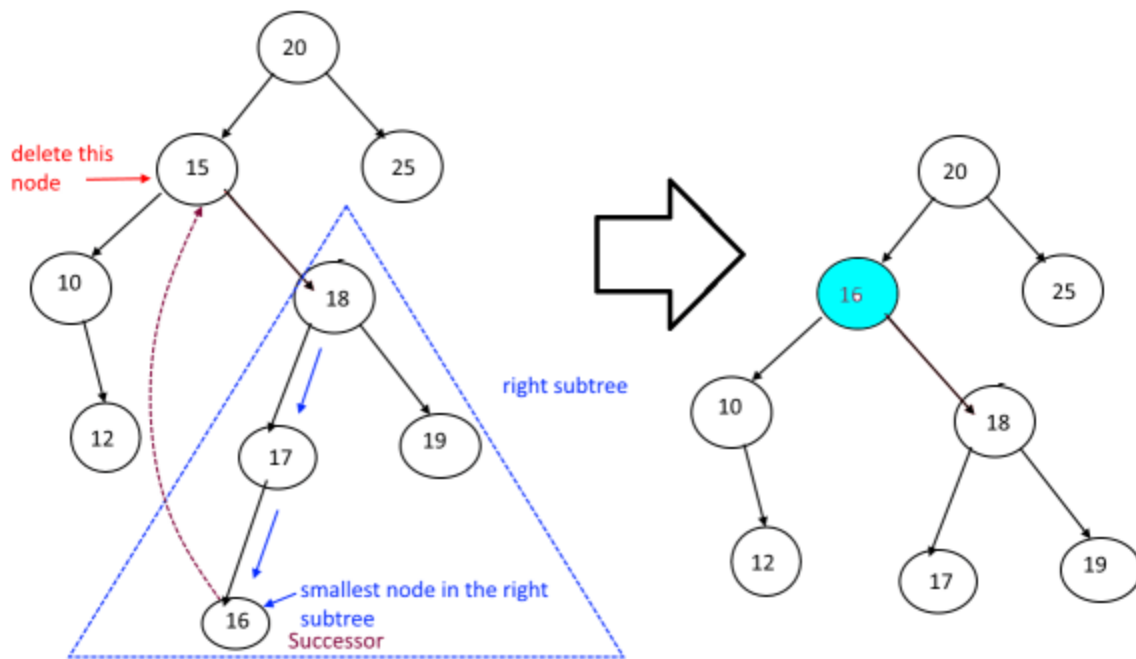 20
delete this
node
15
25
10
18
12
17
19
right subtree
16
smallest node in the right
subtree
Successor
20
16
25
10
18
12
17
19